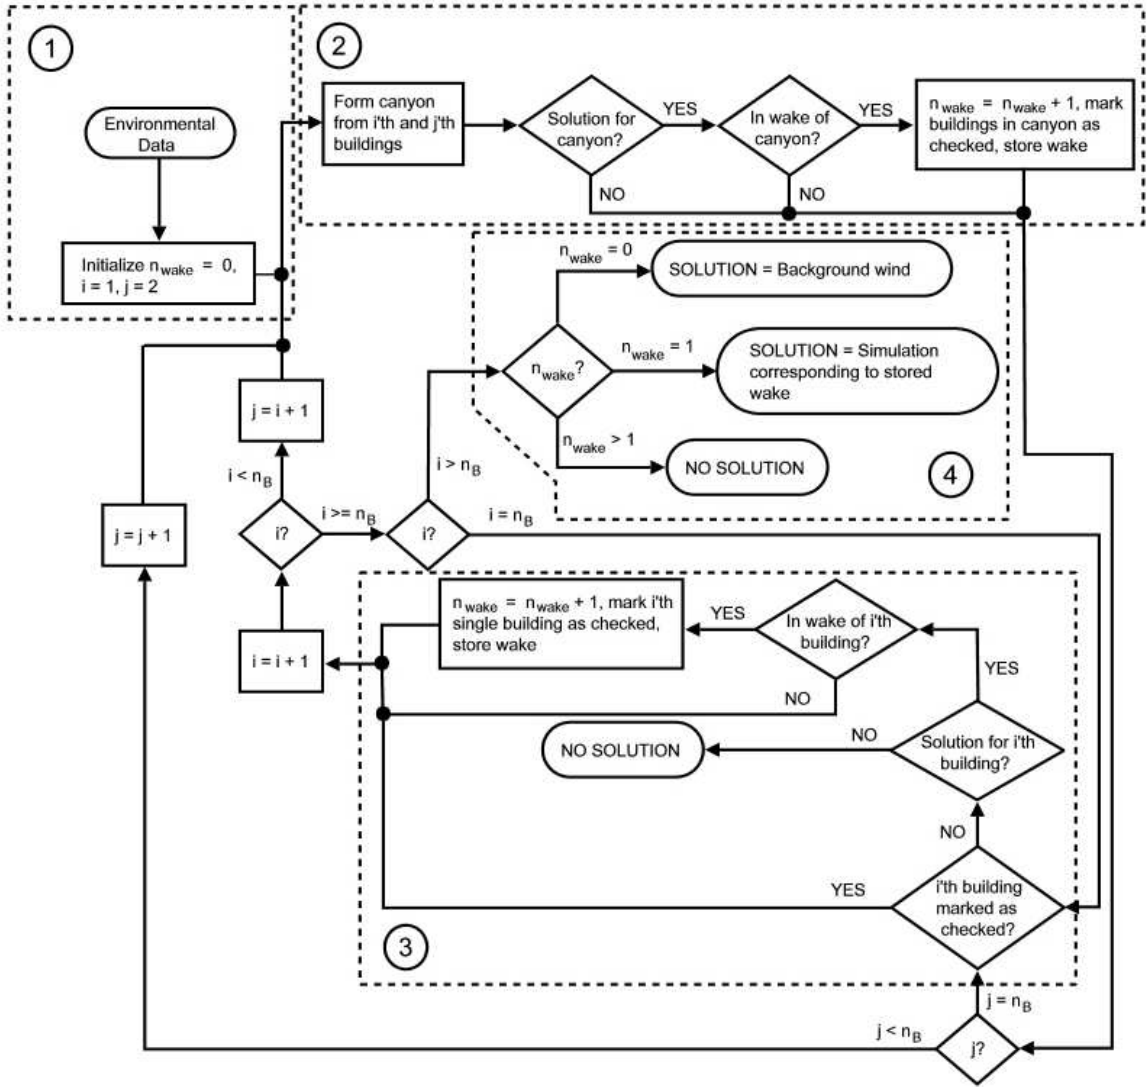 1
2
Environmental
Data
Initialize n_wake = 0,
i = 1, j = 2
Form canyon
from i'th and j'th
buildings
Solution for
canyon?
YES
NO
In wake of
canyon?
YES
NO
n_wake = n_wake + 1, mark
buildings in canyon as
checked, store wake
n_wake = 0
SOLUTION = Background wind
n_wake?
n_wake = 1
SOLUTION = Simulation
corresponding to stored
wake
n_wake > 1
NO SOLUTION
4
j = i + 1
i < n_B
i > n_B
j = j + 1
i?
i >= n_B
i?
i = n_B
i = i + 1
n_wake = n_wake + 1, mark i'th
single building as checked,
store wake
YES
In wake of i'th
building?
NO
YES
NO SOLUTION
NO
Solution for i'th
building?
NO
YES
i'th building
marked as
checked?
3
j = n_B
j < n_B
j?